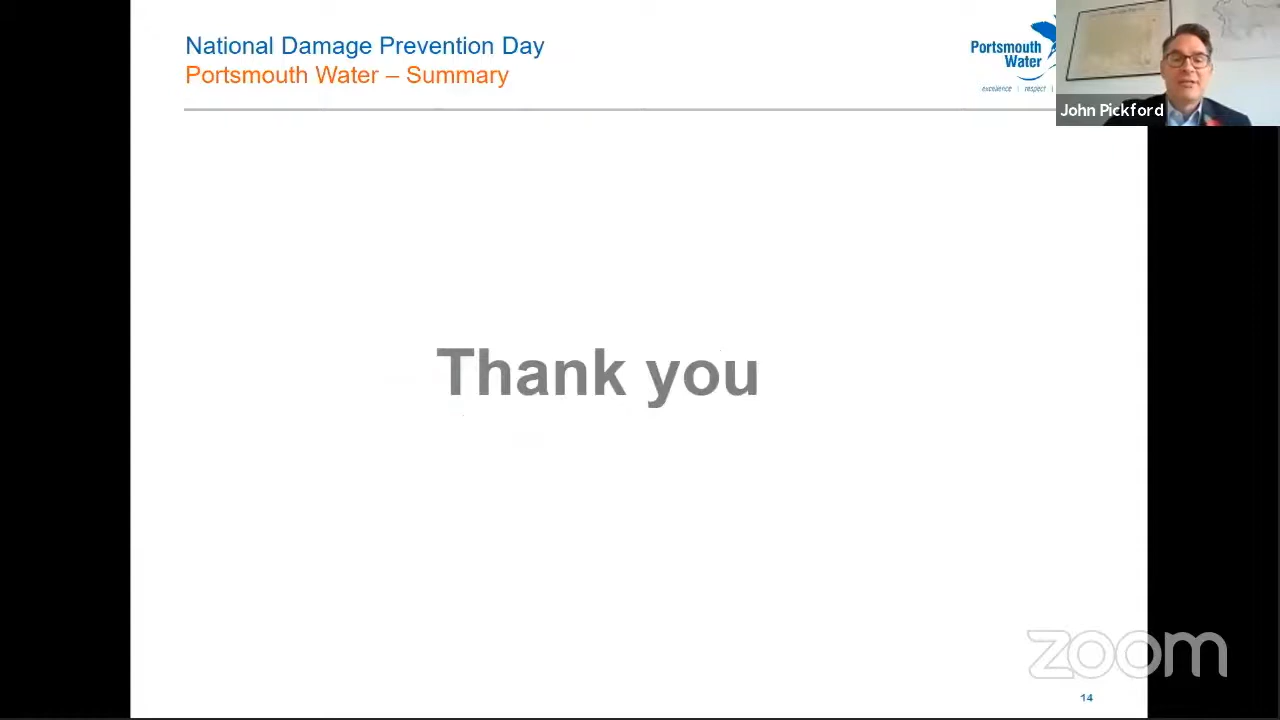 National Damage Prevention Day
Portsmouth Water – Summary
Portsmouth
Water
excellence | respect |
John Pickford
Thank you
zoom
14